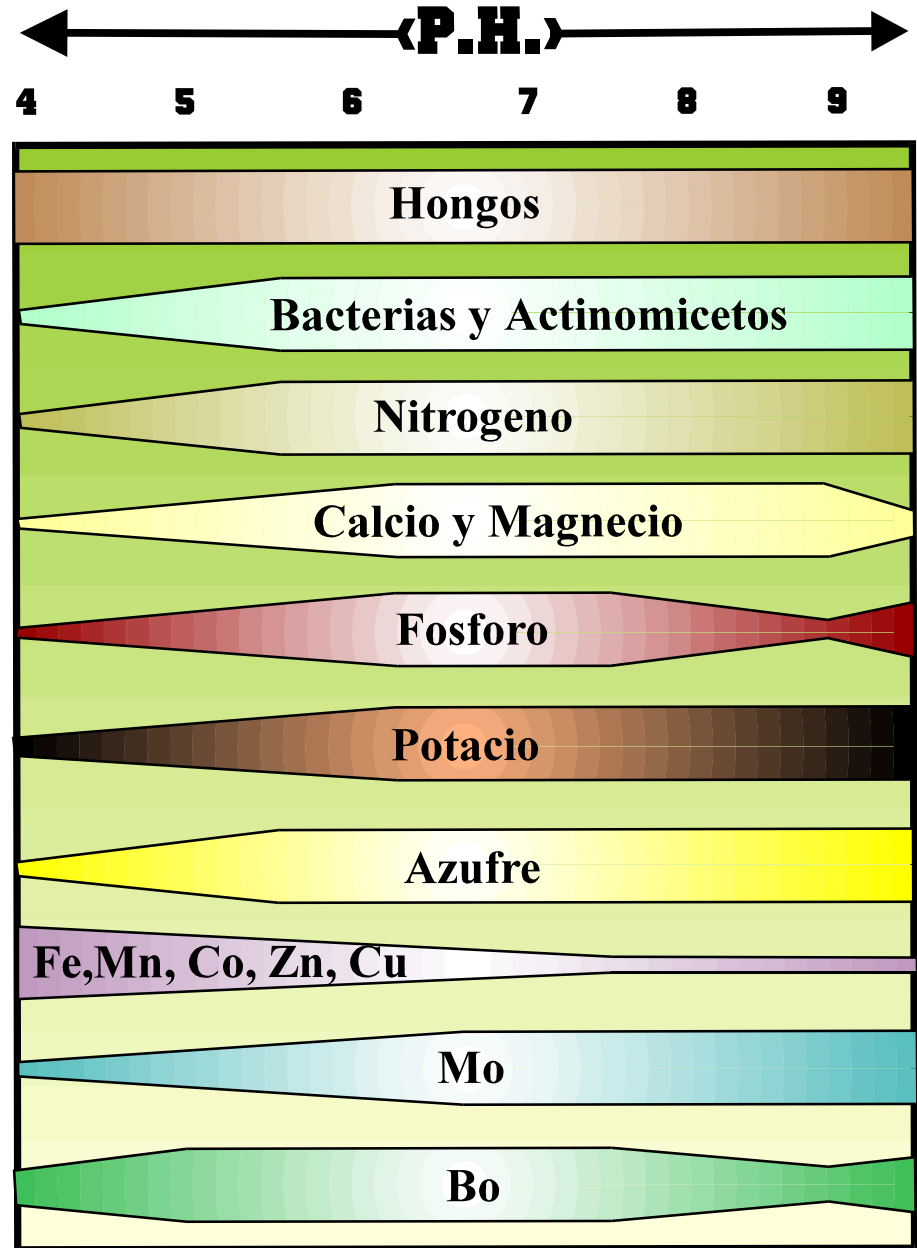 ‹P.H.›
4 5 6 7 8 9
Hongos
Bacterias y Actinomicetos
Nitrogeno
Calcio y Magnecio
Fosforo
Potacio
Azufre
Fe,Mn, Co, Zn, Cu
Mo
Bo